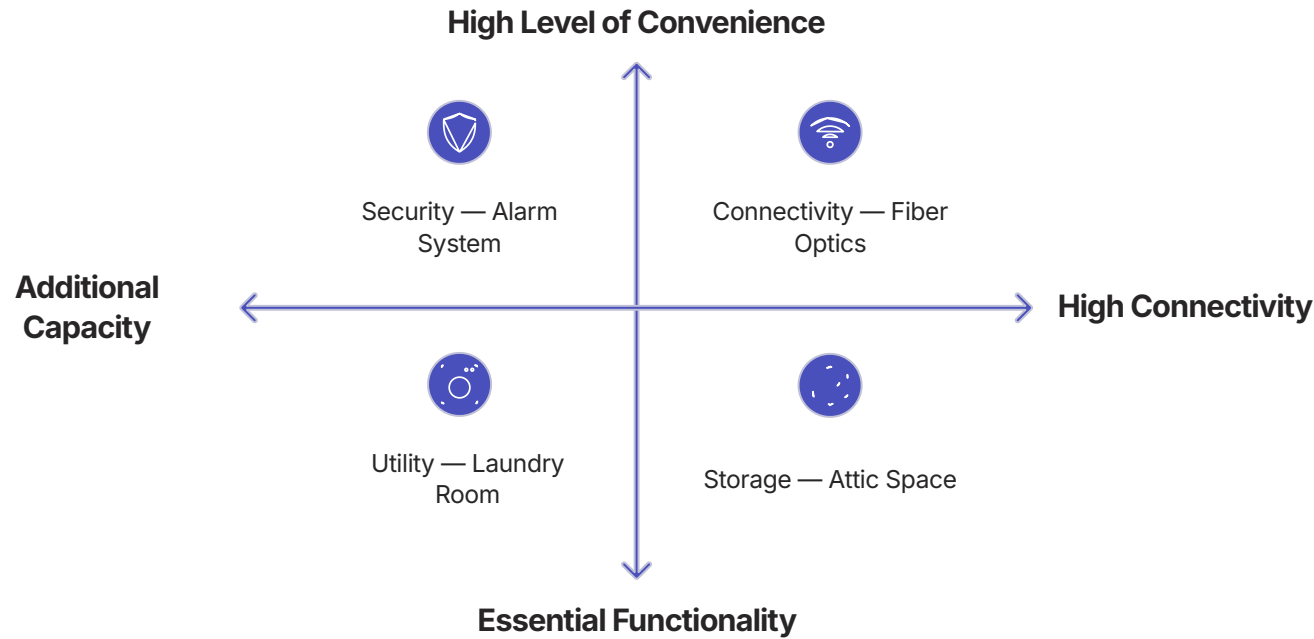 High Level of Convenience
Security — Alarm
System
Connectivity — Fiber
Optics
Additional
Capacity
High Connectivity
Utility — Laundry
Room
Storage — Attic Space
Essential Functionality